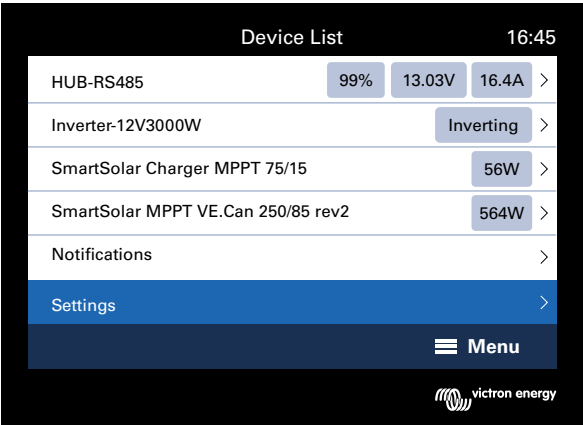 Device List 16:45
HUB-RS485 99% 13.03V 16.4A
Inverter-12V3000W Inverting
SmartSolar Charger MPPT 75/15 56W
SmartSolar MPPT VE.Can 250/85 rev2 564W
Notifications
Settings
Menu
victron energy